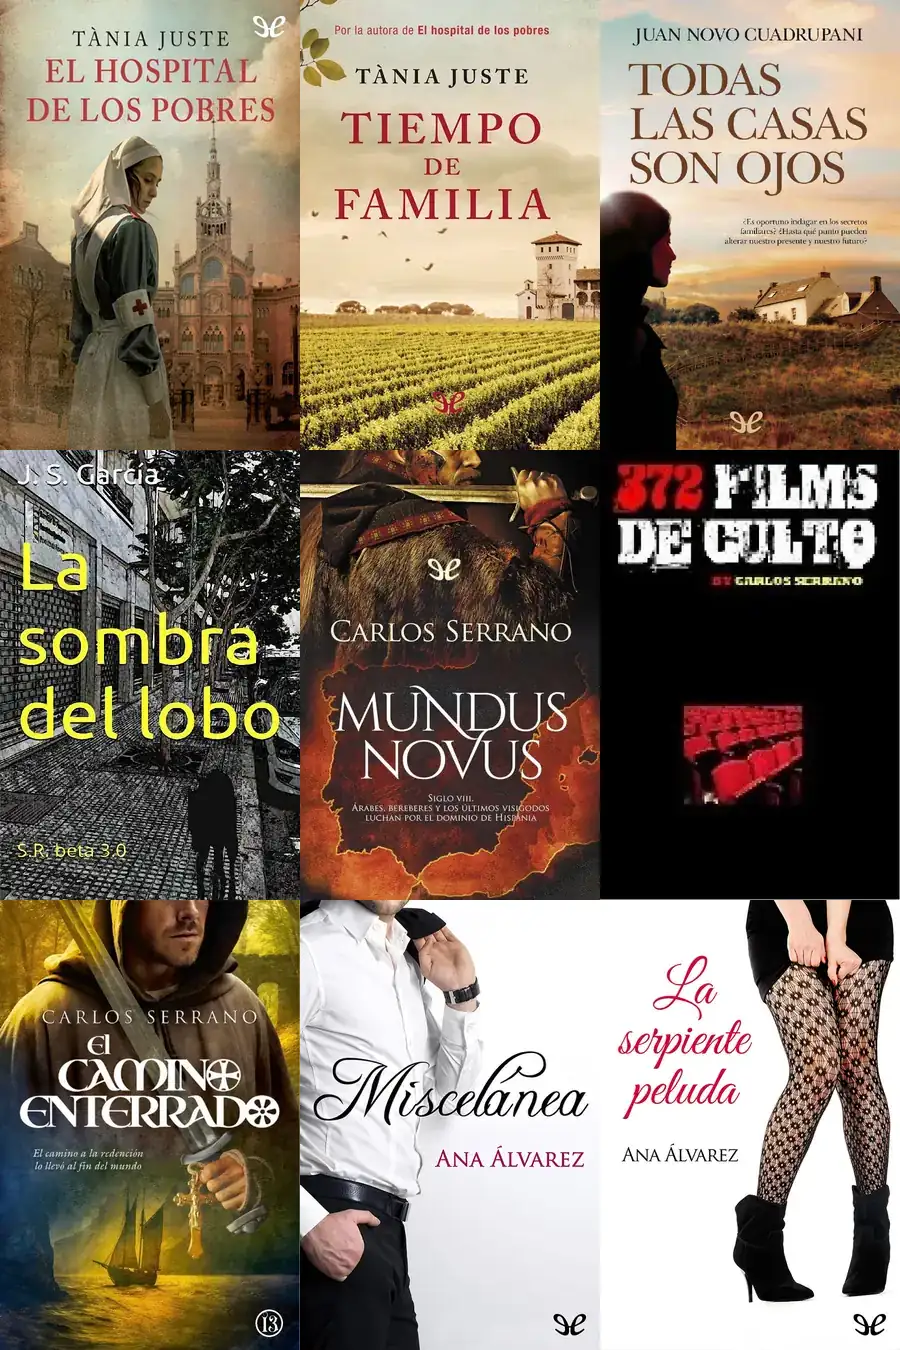 TÀNIA JUSTE
EL HOSPITAL
DE LOS POBRES
Por la autora de El hospital de los pobres
TÀNIA JUSTE
TIEMPO
DE
FAMILIA
JUAN NOVO CUADRUPANI
TODAS
LAS CASAS
SON OJOS
¿Es oportuno indagar en los secretos
familiares? ¿Hasta qué punto pueden
alterar nuestro presente y nuestro futuro?
J. S. García
La
sombra
del lobo
S.R. beta 3.0
CARLOS SERRANO
MUNDUS
NOVUS
SIGLO VIII.
ÁRABES, BEREBERES Y LOS ÚLTIMOS VISIGODOS
LUCHAN POR EL DOMINIO DE HISPANIA
372 FILMS
DE CULTO
BY CARLOS SERRANO
CARLOS SERRANO
El
CAMINO
ENTERRADO
El camino a la redención
lo llevó al fin del mundo
13
Miscelánea
ANA ÁLVAREZ
La
serpiente
peluda
ANA ÁLVAREZ